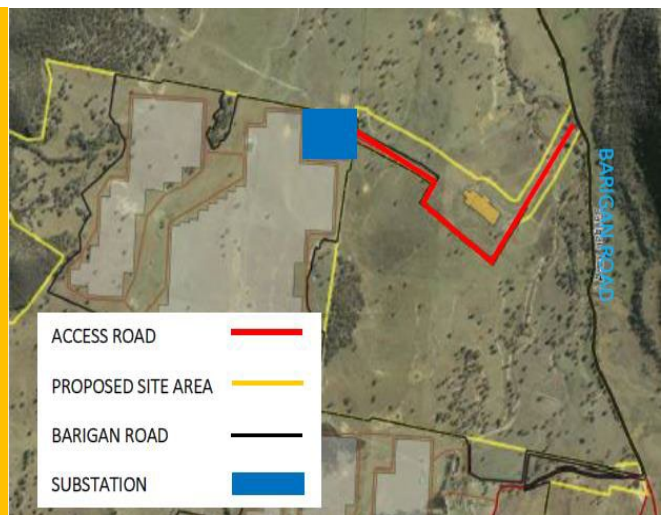 BARIGAN ROAD
ACCESS ROAD
PROPOSED SITE AREA
BARIGAN ROAD
SUBSTATION